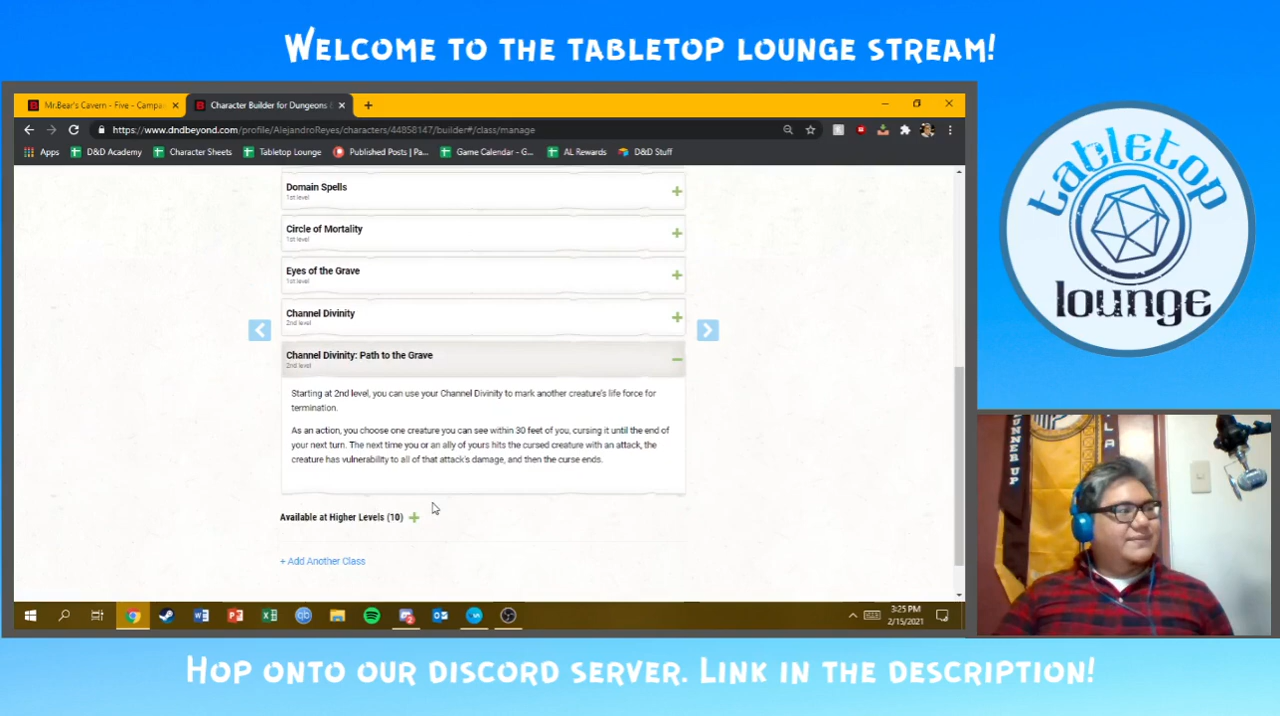 WELCOME TO THE TABLETOP LOUNGE STREAM!
Mr.Bear's Cavern - Five - Campa
Character Builder for Dungeons &
https://www.dndbeyond.com/profile/AlejandroReyes/characters/44858147/builder#/class/manage
Apps D&D Academy Character Sheets Tabletop Lounge Published Posts | Pa... Game Calendar - G... AL Rewards D&D Stuff
Domain Spells
1st level
Circle of Mortality
1st level
Eyes of the Grave
1st level
Channel Divinity
2nd level
Channel Divinity: Path to the Grave
2nd level
Starting at 2nd level, you can use your Channel Divinity to mark another creature's life force for
termination.
As an action, you choose one creature you can see within 30 feet of you, cursing it until the end of
your next turn. The next time you or an ally of yours hits the cursed creature with an attack, the
creature has vulnerability to all of that attack's damage, and then the curse ends.
Available at Higher Levels (10)
+ Add Another Class
3:25 PM
2/15/2021
tabletop
lounge
RUNNER UP
LA
HOP ONTO OUR DISCORD SERVER. LINK IN THE DESCRIPTION!